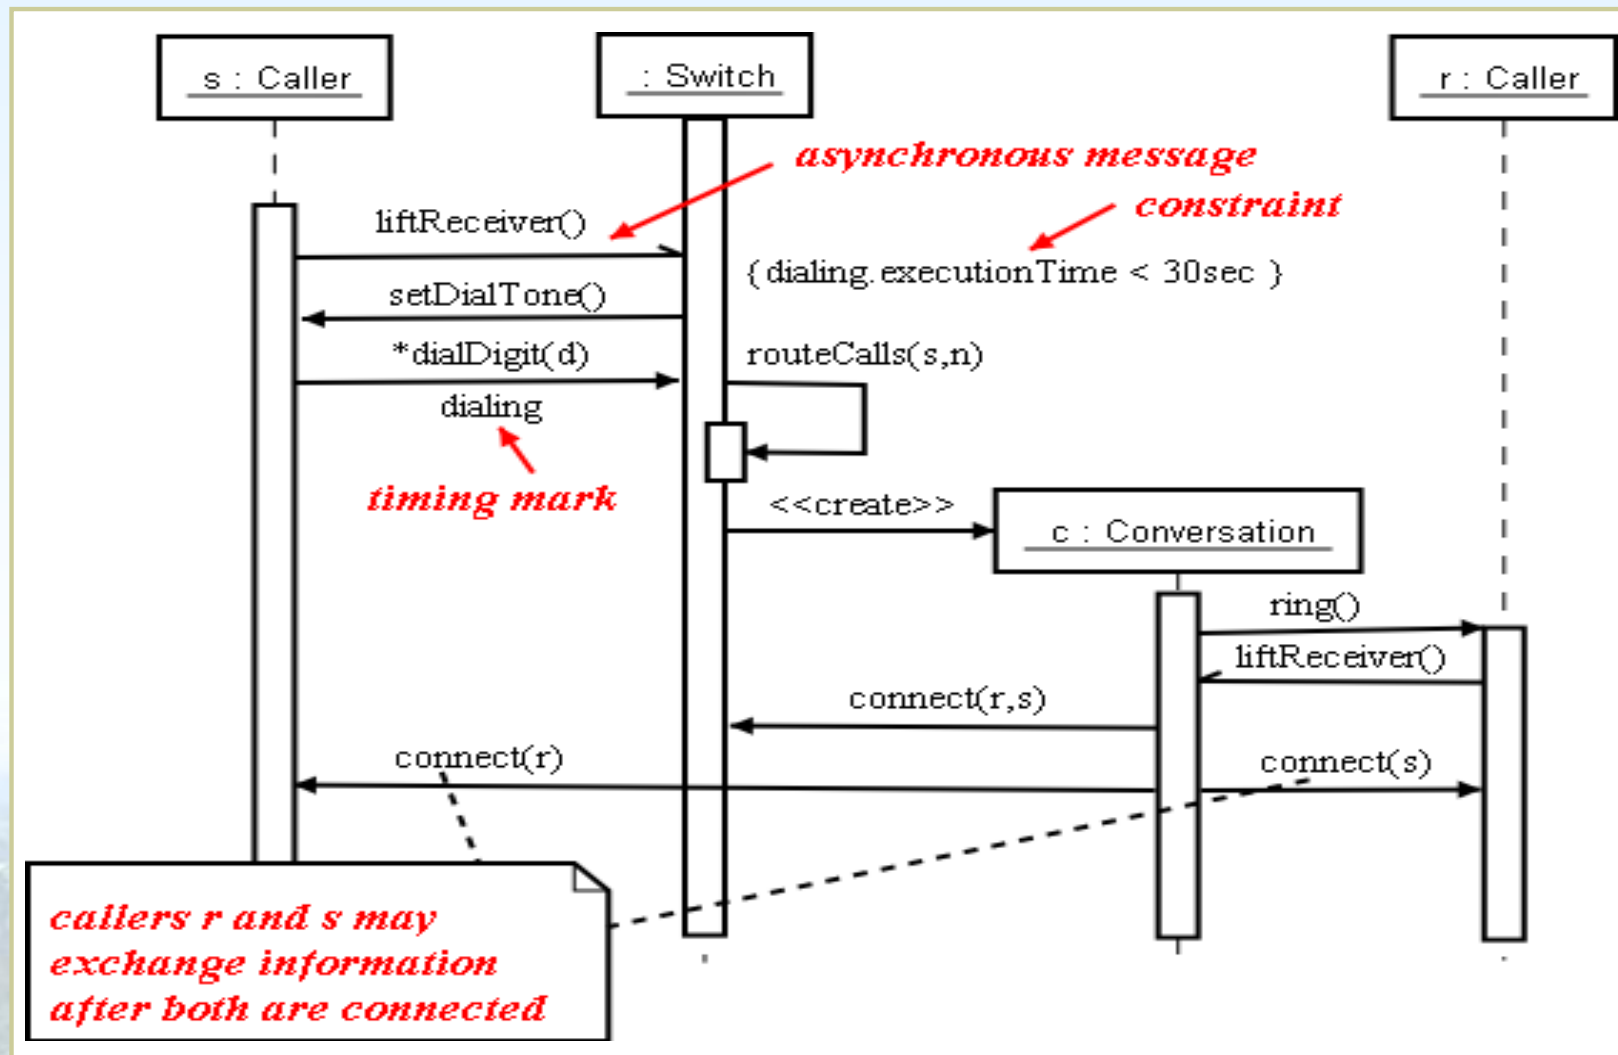 s : Caller
: Switch
r : Caller
asynchronous message
constraint
liftReceiver()
{dialing.executionTime < 30sec }
setDialTone()
*dialDigit(d)
routeCalls(s,n)
dialing
timing mark
<<create>>
c : Conversation
ring()
liftReceiver()
connect(r,s)
connect(r)
connect(s)
callers r and s may
exchange information
after both are connected